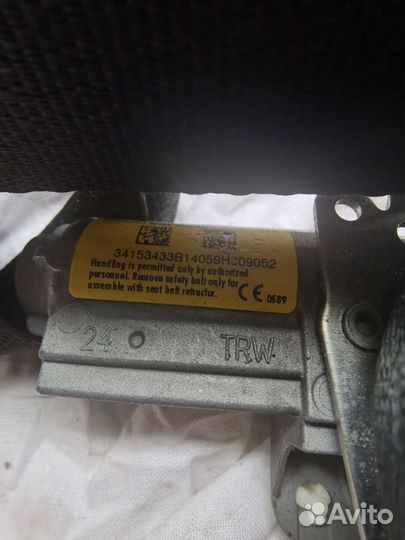 34153433B14059HC09052
Handling is permitted only by authorized
personnel. Remove safety bolt only for
assemble with seat belt retractor.
CE 0589
24
TRW
Avito